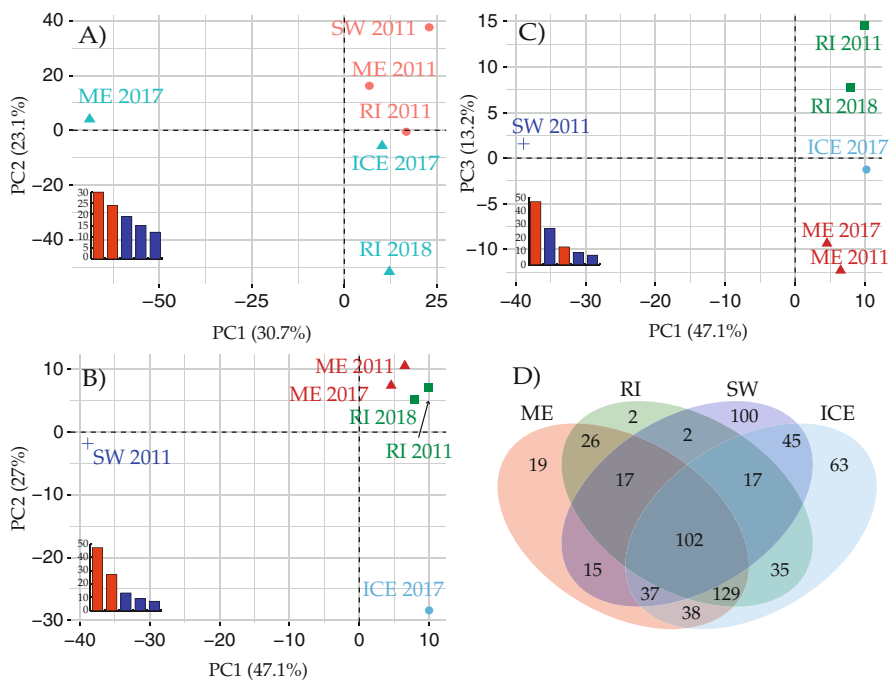 A)
40
20
0
−20
−40
PC2 (23.1%)
SW 2011
ME 2011
RI 2011
ME 2017
ICE 2017
RI 2018
30
25
20
15
10
5
0
−50
−25
0
25
PC1 (30.7%)
C)
15
10
5
0
−5
−10
PC3 (13.2%)
RI 2011
RI 2018
SW 2011
ICE 2017
ME 2017
ME 2011
50
40
30
20
10
0
−40
−30
−20
−10
0
10
PC1 (47.1%)
B)
10
0
−10
−20
−30
PC2 (27%)
ME 2011
ME 2017
RI 2018
RI 2011
SW 2011
ICE 2017
50
40
30
20
10
0
−40
−30
−20
−10
0
10
PC1 (47.1%)
D)
ME
RI
SW
ICE
19
26
2
2
100
45
63
17
17
102
15
37
129
35
38